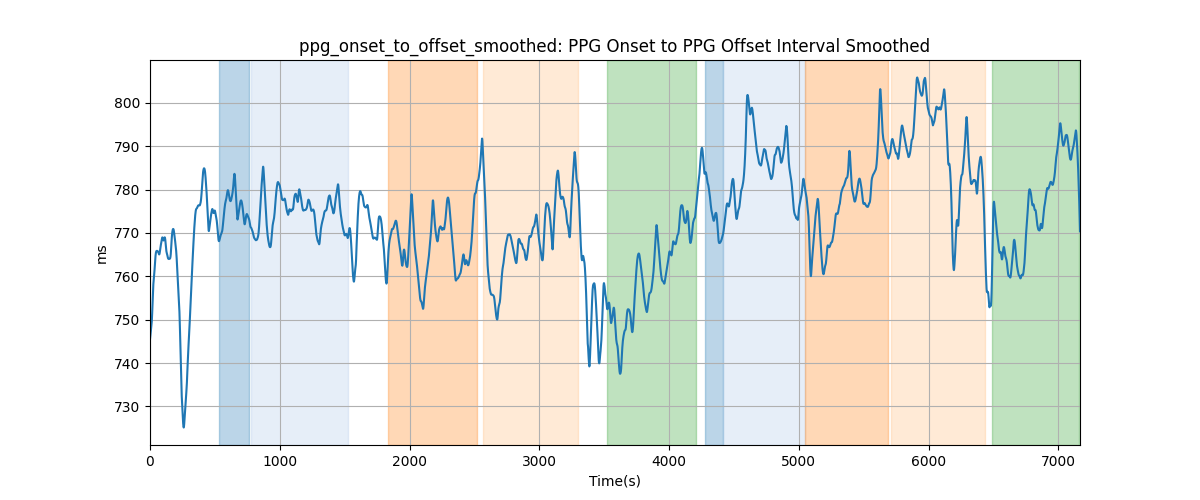 ppg_onset_to_offset_smoothed: PPG Onset to PPG Offset Interval Smoothed
800
790
780
770
760
750
740
730
ms
0 1000 2000 3000 4000 5000 6000 7000
Time(s)